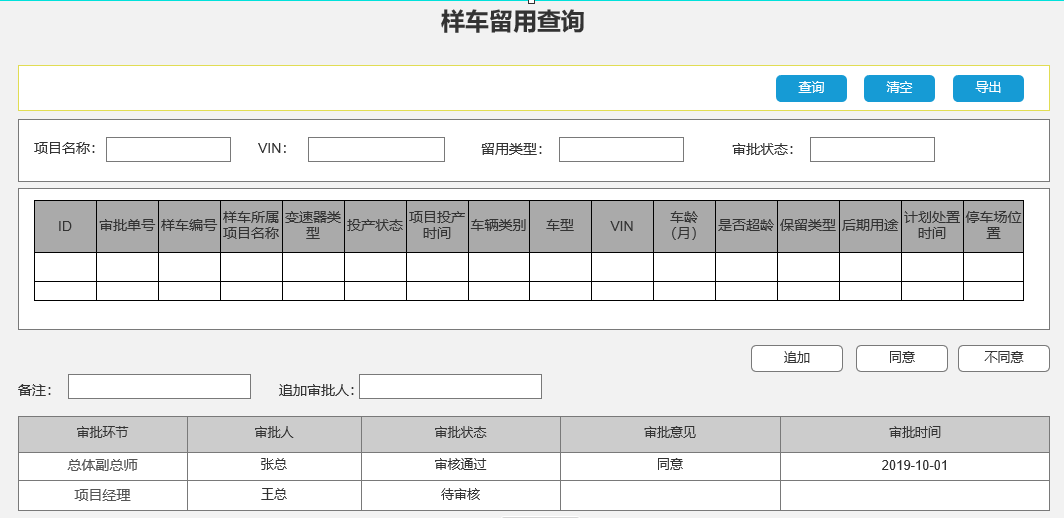 样车留用查询
查询 清空 导出
项目名称： VIN： 留用类型： 审批状态：
ID 审批单号 样车编号 样车所属项目名称 变速器类型 投产状态 项目投产时间 车辆类别 车型 VIN 车龄（月） 是否超龄 保留类型 后期用途 计划处置时间 停车场位置
追加 同意 不同意
备注： 追加审批人：
审批环节 审批人 审批状态 审批意见 审批时间
总体副总师 张总 审核通过 同意 2019-10-01
项目经理 王总 待审核